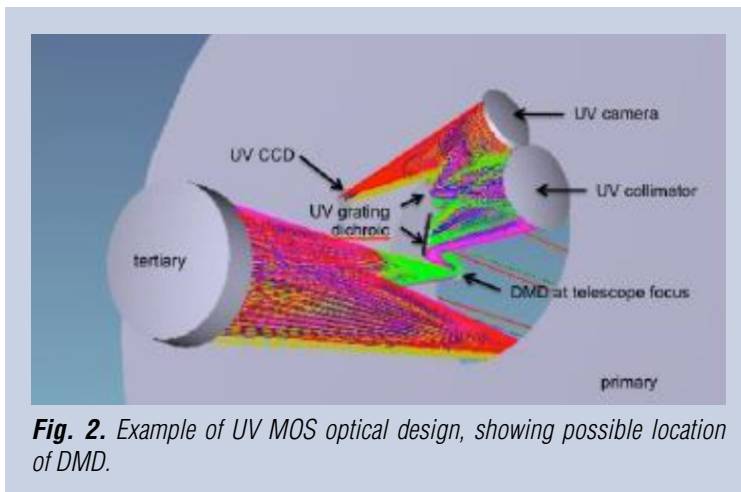 UV camera
UV CCD
UV collimator
UV grating
dichroic
tertiary
DMD at telescope focus
primary
Fig. 2. Example of UV MOS optical design, showing possible location
of DMD.